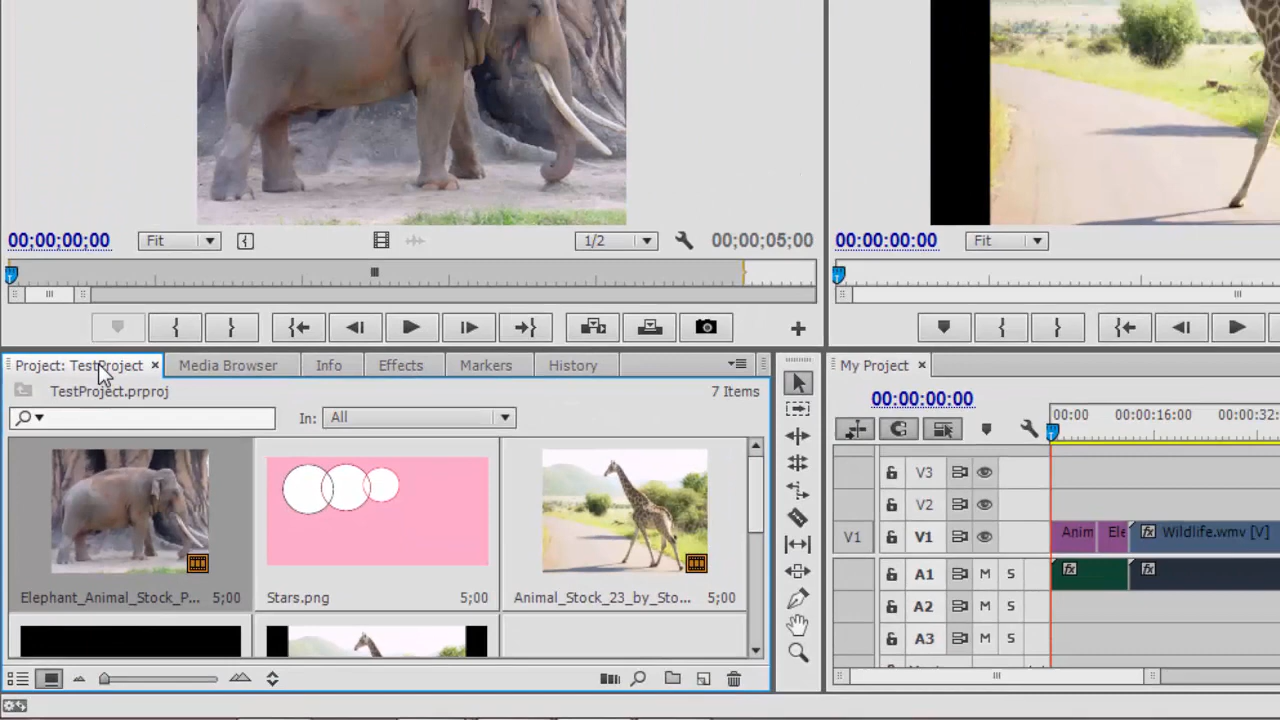 00;00;00;00 Fit 1/2 00;00;05;00
00:00:00:00 Fit
Project: TestProject × Media Browser Info Effects Markers History
TestProject.prproj 7 Items
In: All
Elephant_Animal_Stock_P... 5;00
Stars.png 5;00
Animal_Stock_23_by_Sto... 5;00
My Project ×
00:00:00:00
00:00 00:00:16:00 00:00:32:
V3
V2
V1 V1 Anim Ele fx Wildlife.wmv [V]
A1 M S fx fx
A2 M S
A3 M S